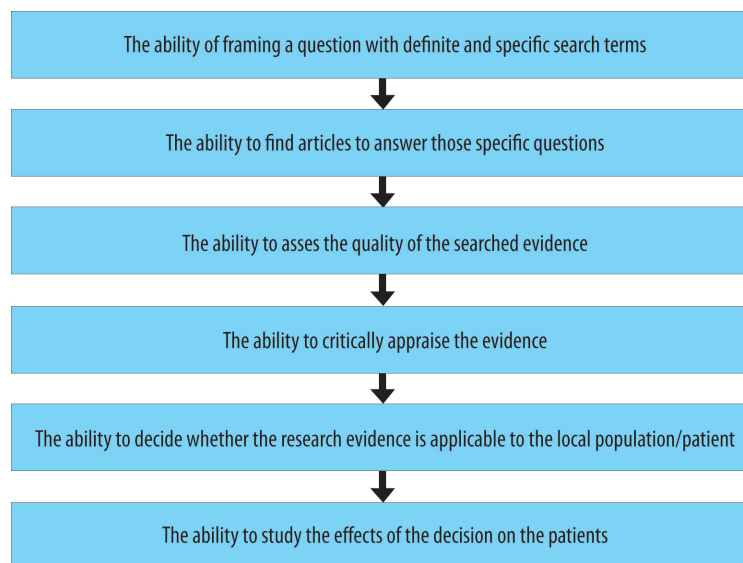 The ability of framing a question with definite and specific search terms
The ability to find articles to answer those specific questions
The ability to asses the quality of the searched evidence
The ability to critically appraise the evidence
The ability to decide whether the research evidence is applicable to the local population/patient
The ability to study the effects of the decision on the patients